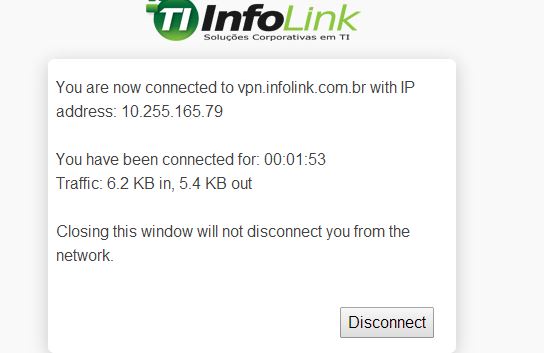 TI InfoLink
Soluções Corporativas em TI
You are now connected to vpn.infolink.com.br with IP
address: 10.255.165.79
You have been connected for: 00:01:53
Traffic: 6.2 KB in, 5.4 KB out
Closing this window will not disconnect you from the
network.
Disconnect